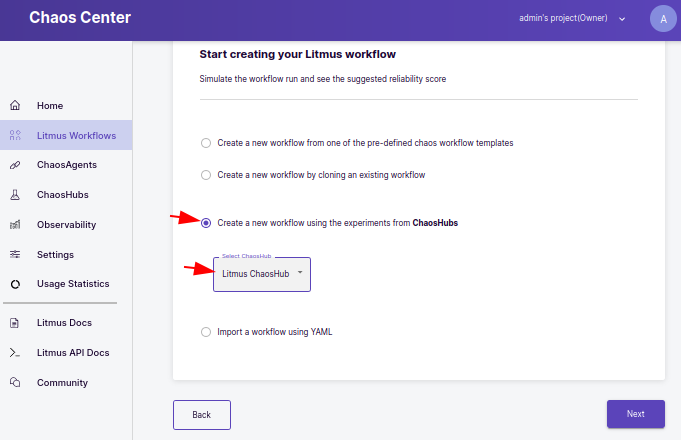 Chaos Center
admin's project(Owner)
A
Home
Litmus Workflows
ChaosAgents
ChaosHubs
Observability
Settings
Usage Statistics
Litmus Docs
Litmus API Docs
Community
Start creating your Litmus workflow
Simulate the workflow run and see the suggested reliability score
Create a new workflow from one of the pre-defined chaos workflow templates
Create a new workflow by cloning an existing workflow
Create a new workflow using the experiments from ChaosHubs
Select ChaosHub
Litmus ChaosHub
Import a workflow using YAML
Back
Next